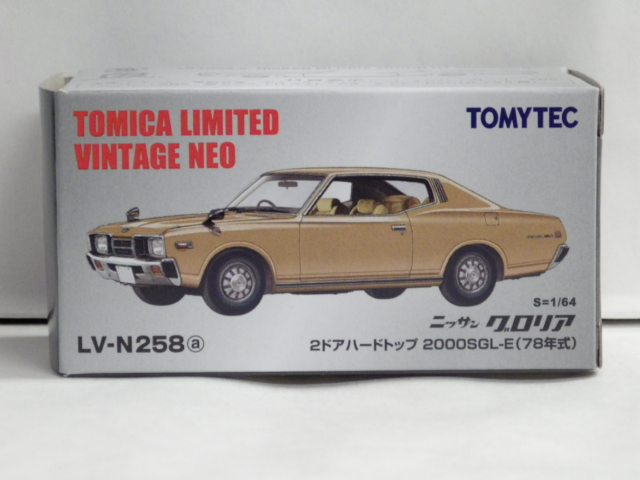 TOMICA LIMITED
VINTAGE NEO
TOMYTEC
S=1/64
ニッサン グロリア
LV-N258ⓐ
2ドアハードトップ 2000SGL-E(78年式)